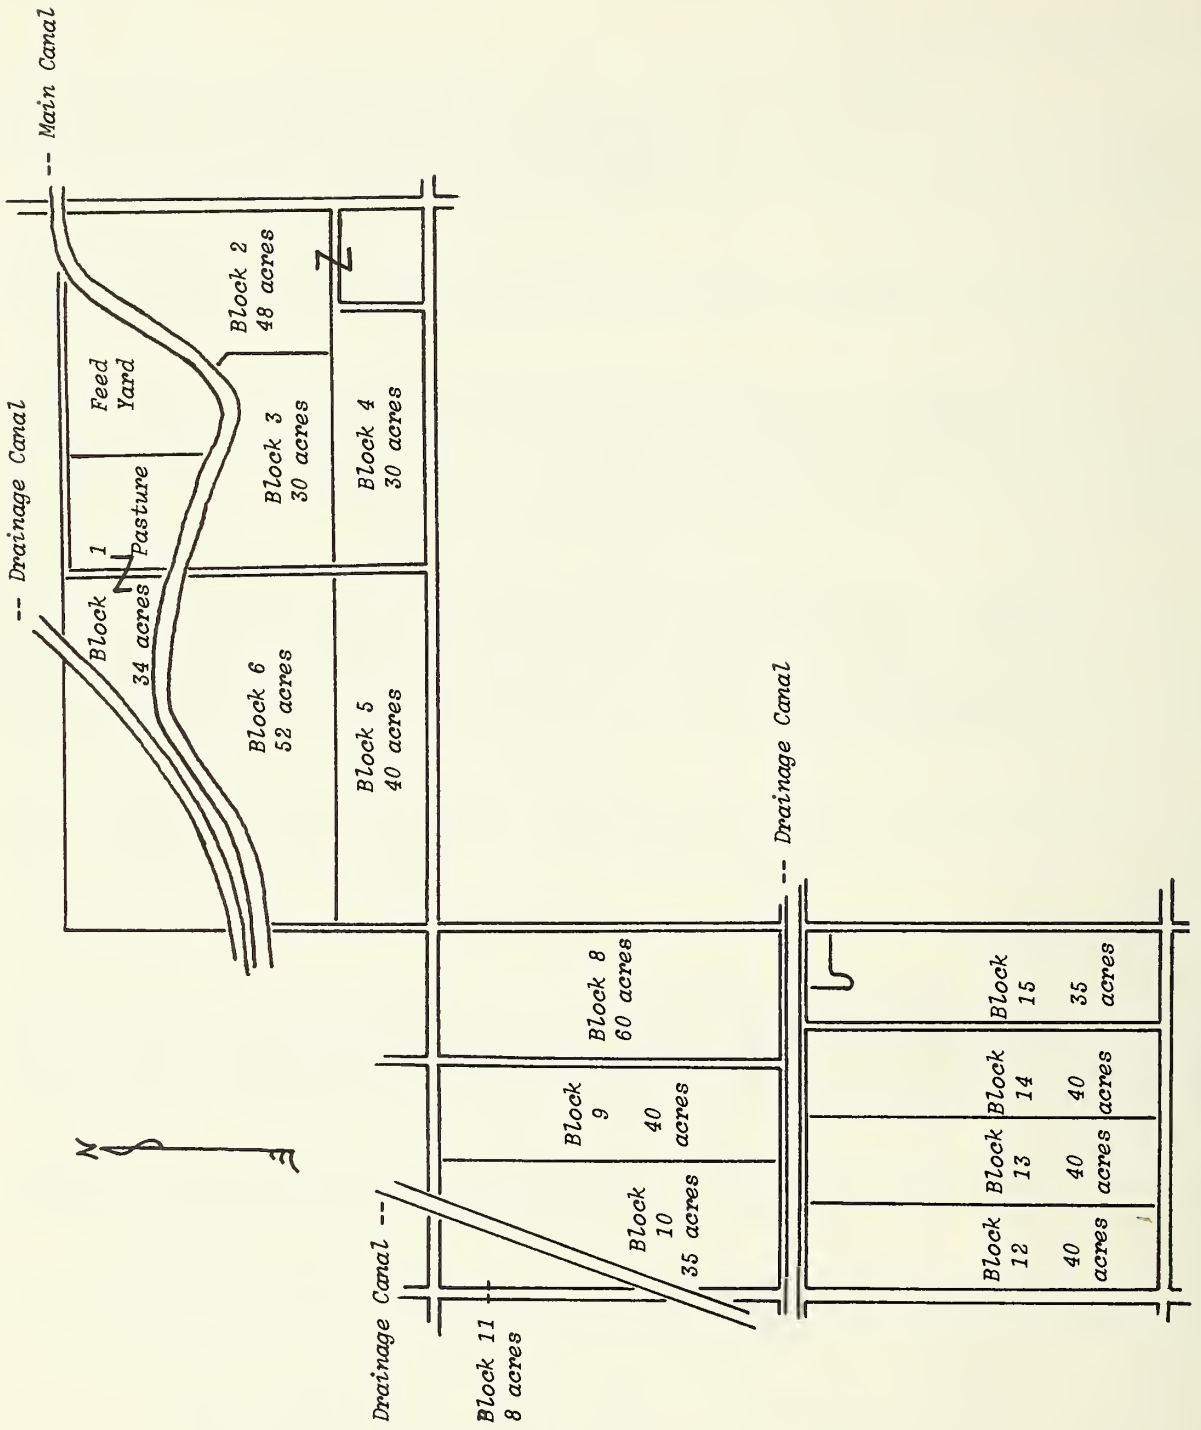 -- Main Canal
-- Drainage Canal
Feed
Yard
Block 1
34 acres
Pasture
Block 2
48 acres
Block 3
30 acres
Block 4
30 acres
Block 6
52 acres
Block 5
40 acres
N
Drainage Canal --
Block 11
8 acres
Block
10
35 acres
Block
9
40
acres
Block 8
60 acres
-- Drainage Canal
Block
12
40
acres
Block
13
40
acres
Block
14
40
acres
Block
15
35
acres